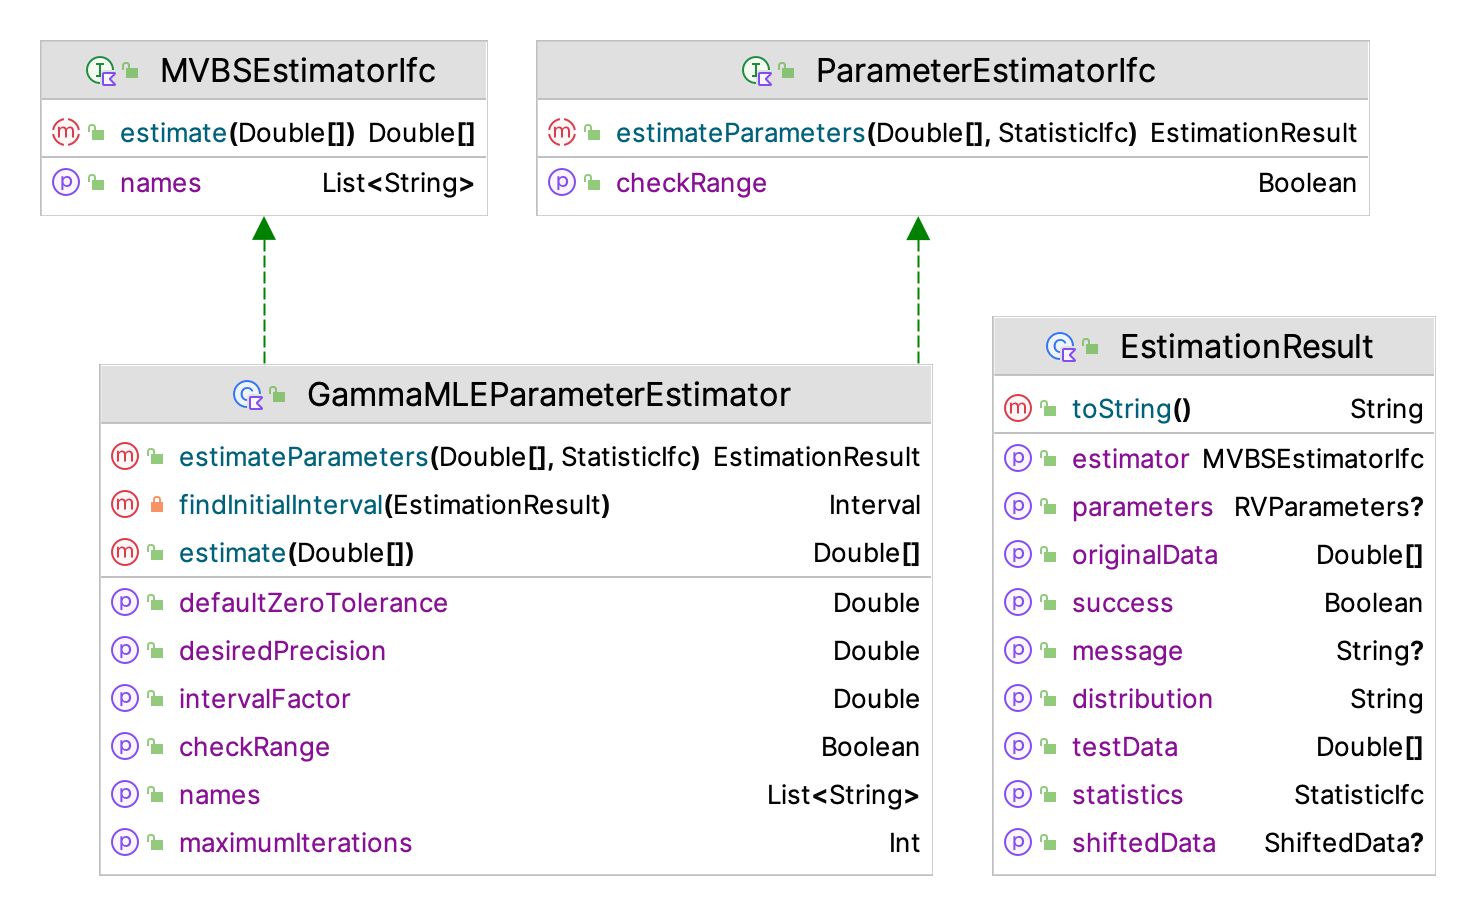 MVBSEstimatorIfc
estimate(Double[]) Double[]
names List<String>
ParameterEstimatorIfc
estimateParameters(Double[], StatisticIfc) EstimationResult
checkRange Boolean
GammaMLEParameterEstimator
estimateParameters(Double[], StatisticIfc) EstimationResult
findInitialInterval(EstimationResult) Interval
estimate(Double[]) Double[]
defaultZeroTolerance Double
desiredPrecision Double
intervalFactor Double
checkRange Boolean
names List<String>
maximumIterations Int
EstimationResult
toString() String
estimator MVBSEstimatorIfc
parameters RVParameters?
originalData Double[]
success Boolean
message String?
distribution String
testData Double[]
statistics StatisticIfc
shiftedData ShiftedData?